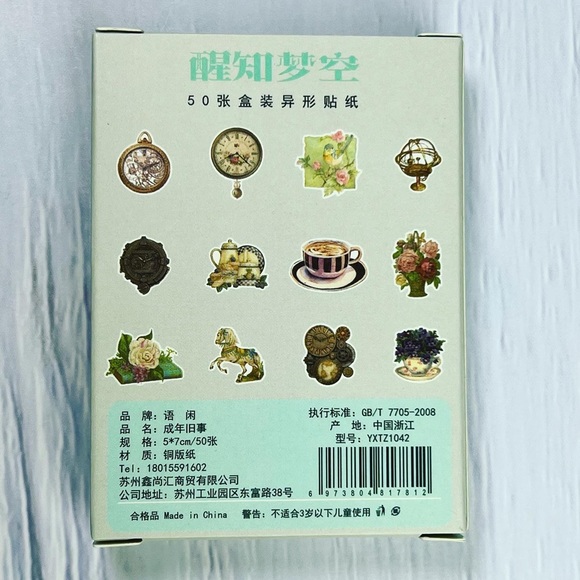 醒知梦空
50张盒装异形贴纸
品 牌：语 闲
品 名：成年旧事
规 格：5*7cm/50张
材 质：铜版纸
Tel：18015591602
苏州鑫尚汇商贸有限公司
公司地址：苏州工业园区东富路38号
执行标准：GB/T 7705-2008
产 地：中国浙江
型号：YXTZ1042
6 973804 817812
合格品 Made in China 警告：不适合3岁以下儿童使用